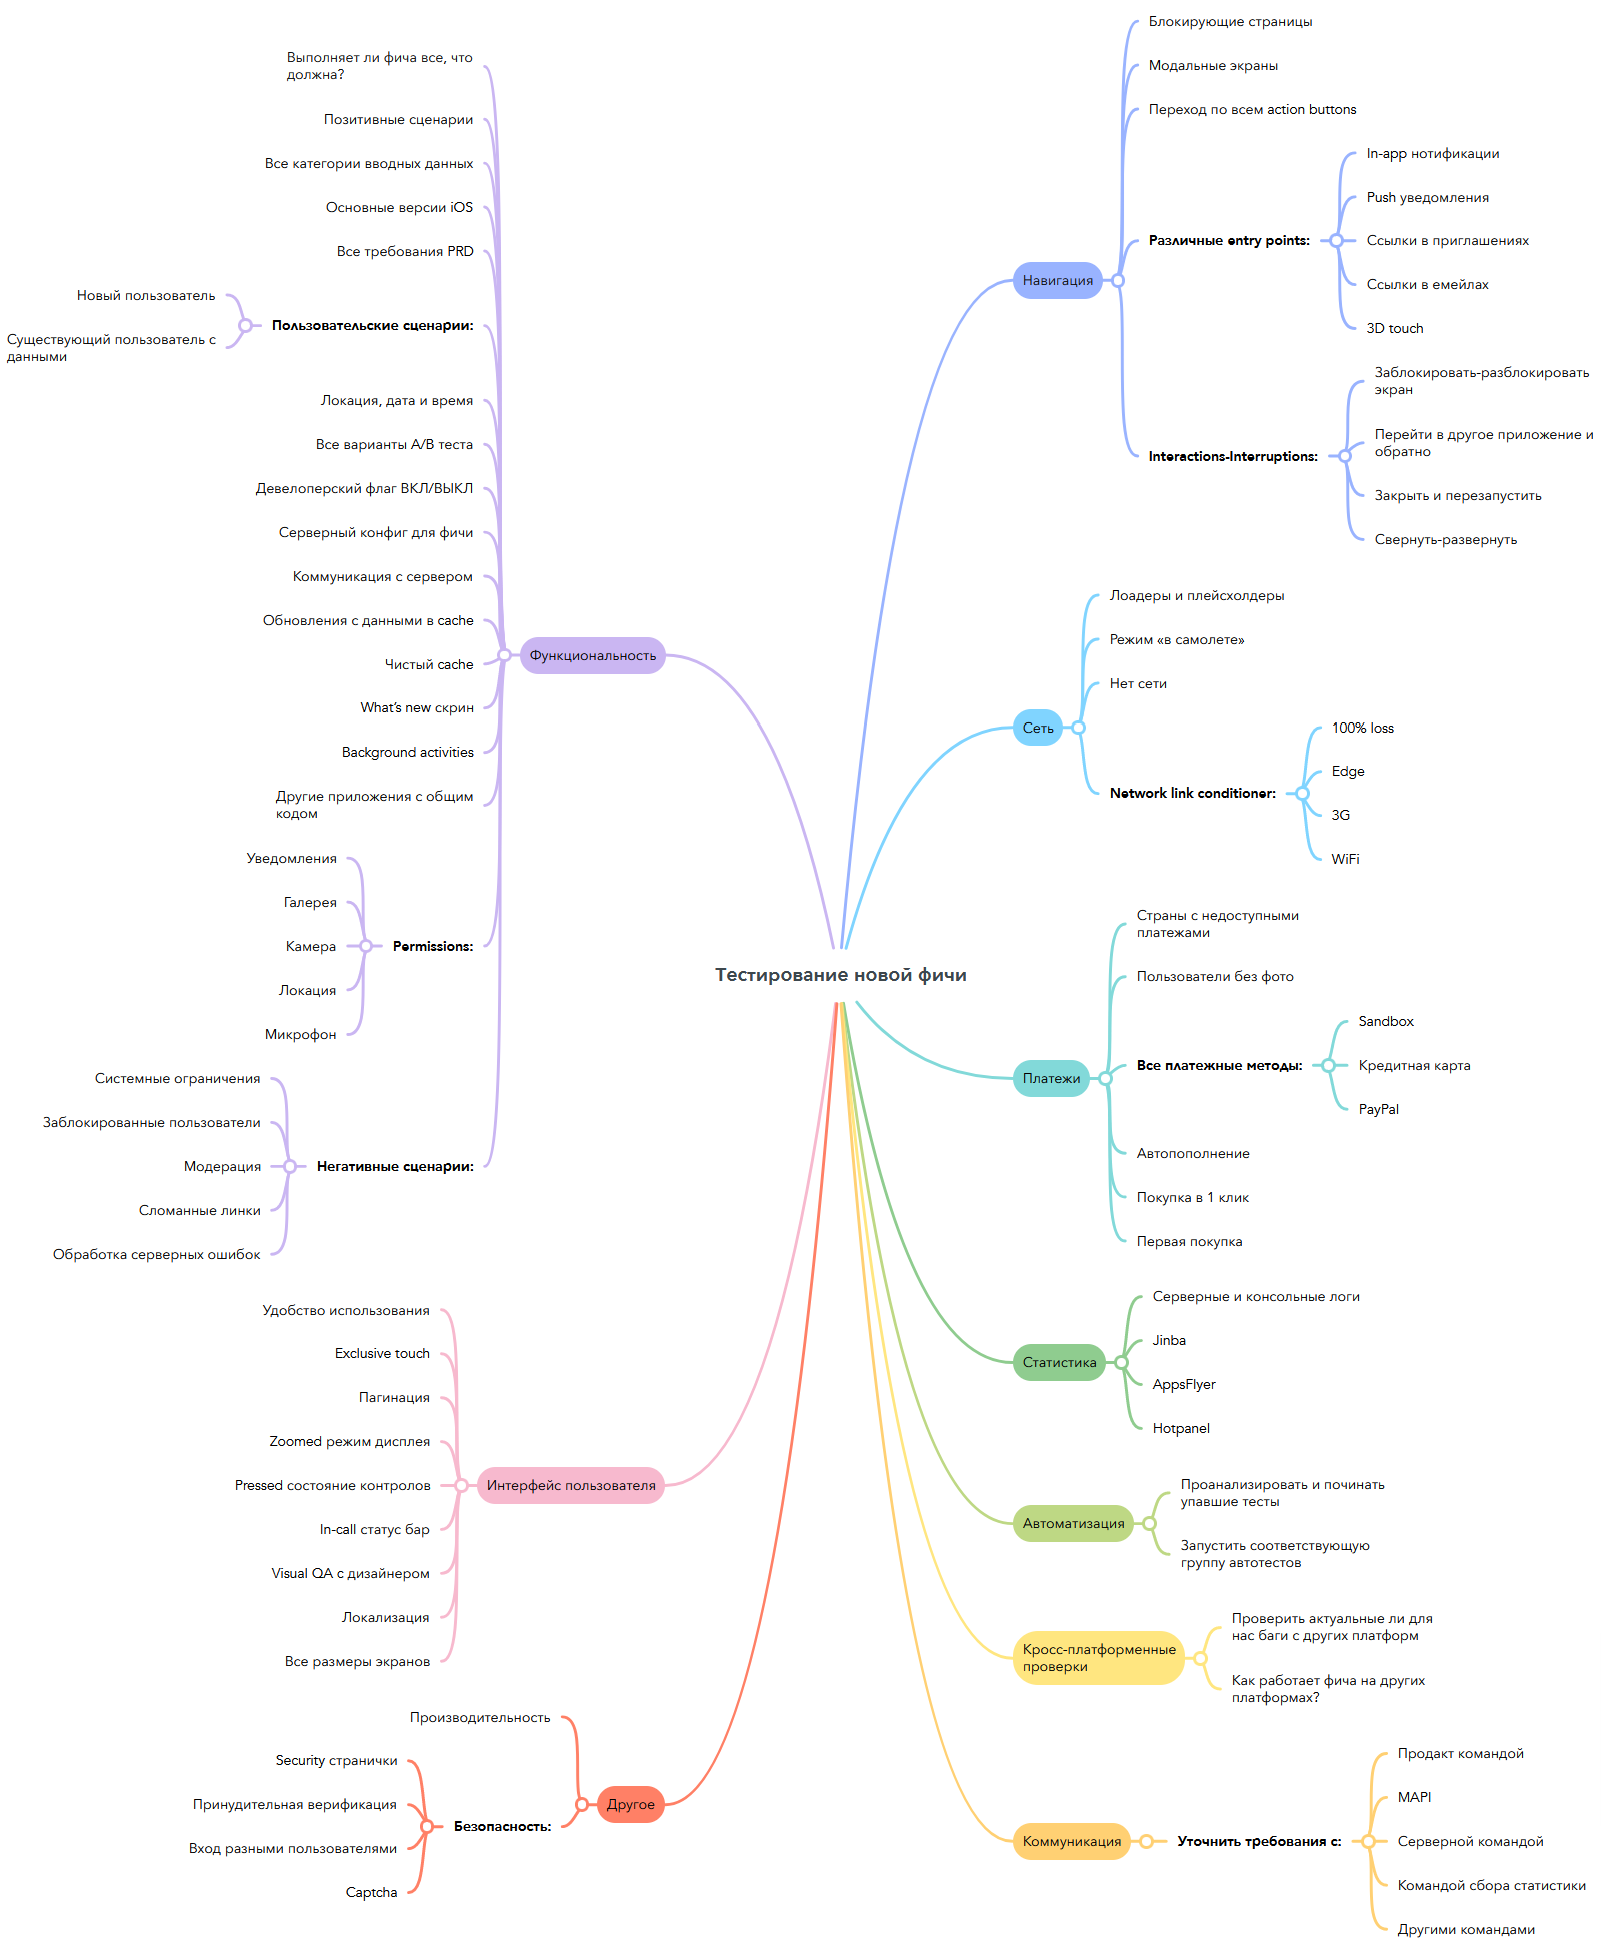 Тестирование новой фичи
Функциональность
Выполняет ли фича все, что
должна?
Позитивные сценарии
Все категории вводных данных
Основные версии iOS
Все требования PRD
Пользовательские сценарии:
Новый пользователь
Существующий пользователь с
данными
Локация, дата и время
Все варианты A/B теста
Девелоперский флаг ВКЛ/ВЫКЛ
Серверный конфиг для фичи
Коммуникация с сервером
Обновления с данными в cache
Чистый cache
What's new скрин
Background activities
Другие приложения с общим
кодом
Permissions:
Уведомления
Галерея
Камера
Локация
Микрофон
Негативные сценарии:
Системные ограничения
Заблокированные пользователи
Модерация
Сломанные линки
Обработка серверных ошибок
Интерфейс пользователя
Удобство использования
Exclusive touch
Пагинация
Zoomed режим дисплея
Pressed состояние контролов
In-call статус бар
Visual QA с дизайнером
Локализация
Все размеры экранов
Другое
Производительность
Безопасность:
Security странички
Принудительная верификация
Вход разными пользователями
Captcha
Навигация
Блокирующие страницы
Модальные экраны
Переход по всем action buttons
Различные entry points:
In-app нотификации
Push уведомления
Ссылки в приглашениях
Ссылки в емейлах
3D touch
Interactions-Interruptions:
Заблокировать-разблокировать
экран
Перейти в другое приложение и
обратно
Закрыть и перезапустить
Свернуть-развернуть
Сеть
Лоадеры и плейсхолдеры
Режим «в самолете»
Нет сети
Network link conditioner:
100% loss
Edge
3G
WiFi
Платежи
Страны с недоступными
платежами
Пользователи без фото
Все платежные методы:
Sandbox
Кредитная карта
PayPal
Автопополнение
Покупка в 1 клик
Первая покупка
Статистика
Серверные и консольные логи
Jinba
AppsFlyer
Hotpanel
Автоматизация
Проанализировать и починать
упавшие тесты
Запустить соответствующую
группу автотестов
Кросс-платформенные
проверки
Проверить актуальные ли для
нас баги с других платформ
Как работает фича на других
платформах?
Коммуникация
Уточнить требования с:
Продакт командой
MAPI
Серверной командой
Командой сбора статистики
Другими командами